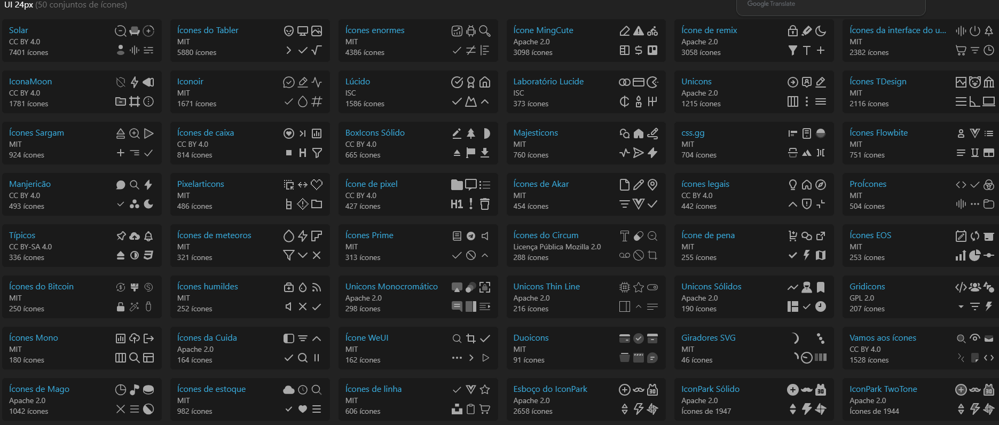 UI 24px (50 conjuntos de ícones)
Google Translate
Solar
CC BY 4.0
7401 ícones
Ícones do Tabler
MIT
5880 ícones
Ícones enormes
MIT
4386 ícones
Ícone MingCute
Apache 2.0
3098 ícones
Ícone de remix
Apache 2.0
3058 ícones
Ícones da interface do u...
MIT
2382 ícones
IconaMoon
CC BY 4.0
1781 ícones
Iconoir
MIT
1671 ícones
Lúcido
ISC
1586 ícones
Laboratório Lucide
ISC
373 ícones
Unicons
Apache 2.0
1215 ícones
Ícones TDesign
MIT
2116 ícones
Ícones Sargam
MIT
924 ícones
Ícones de caixa
CC BY 4.0
814 ícones
BoxIcons Sólido
CC BY 4.0
665 ícones
Majesticons
MIT
760 ícones
css.gg
MIT
704 ícones
Ícones Flowbite
MIT
751 ícones
Manjericão
CC BY 4.0
493 ícones
Pixelarticons
MIT
486 ícones
Ícone de pixel
CC BY 4.0
427 ícones
H1
Ícones de Akar
MIT
454 ícones
ícones legais
CC BY 4.0
442 ícones
ProÍcones
MIT
504 ícones
Típicos
CC BY-SA 4.0
336 ícones
Ícones de meteoros
MIT
321 ícones
Ícones Prime
MIT
313 ícones
Ícones do Circum
Licença Pública Mozilla 2.0
288 ícones
Ícone de pena
MIT
255 ícones
Ícones EOS
MIT
253 ícones
Ícones do Bitcoin
MIT
250 ícones
Ícones humildes
MIT
252 ícones
Unicons Monocromático
Apache 2.0
298 ícones
Unicons Thin Line
Apache 2.0
216 ícones
Unicons Sólidos
Apache 2.0
190 ícones
Gridicons
GPL 2.0
207 ícones
Ícones Mono
MIT
180 ícones
Ícones da Cuida
Apache 2.0
164 ícones
Ícone WeUI
MIT
162 ícones
Duoicons
MIT
91 ícones
Giradores SVG
MIT
46 ícones
Vamos aos ícones
CC BY 4.0
1528 ícones
Ícones de Mago
Apache 2.0
1042 ícones
Ícones de estoque
MIT
982 ícones
Ícones de linha
MIT
606 ícones
Esboço do IconPark
Apache 2.0
2658 ícones
30
IconPark Sólido
Apache 2.0
Ícones de 1947
30
IconPark TwoTone
Apache 2.0
Ícones de 1944
30